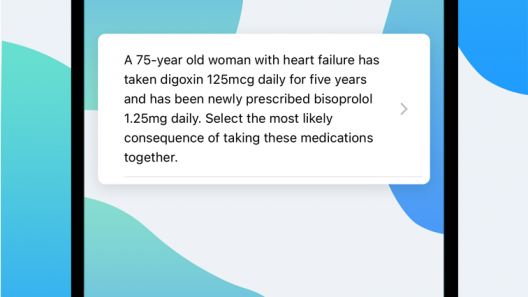 A 75-year old woman with heart failure has
taken digoxin 125mcg daily for five years
and has been newly prescribed bisoprolol
1.25mg daily. Select the most likely
consequence of taking these medications
together.